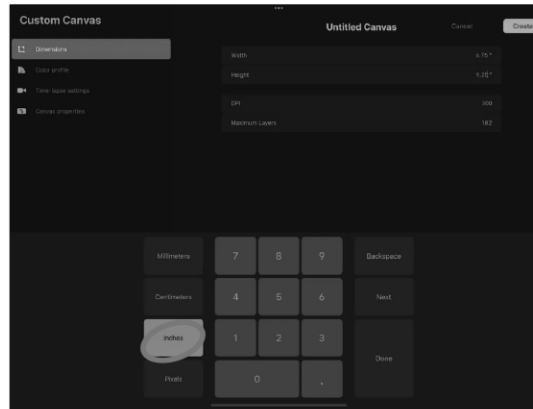 Custom Canvas
Untitled Canvas
Cancel
Create
Dimensions
Color profile
Time-lapse settings
Canvas properties
Width
Height
DPI
300
Maximum Layers
182
Millimeters
7
8
9
Backspace
Centimeters
4
5
6
Next
Inches
1
2
3
Done
Pixels
0
.